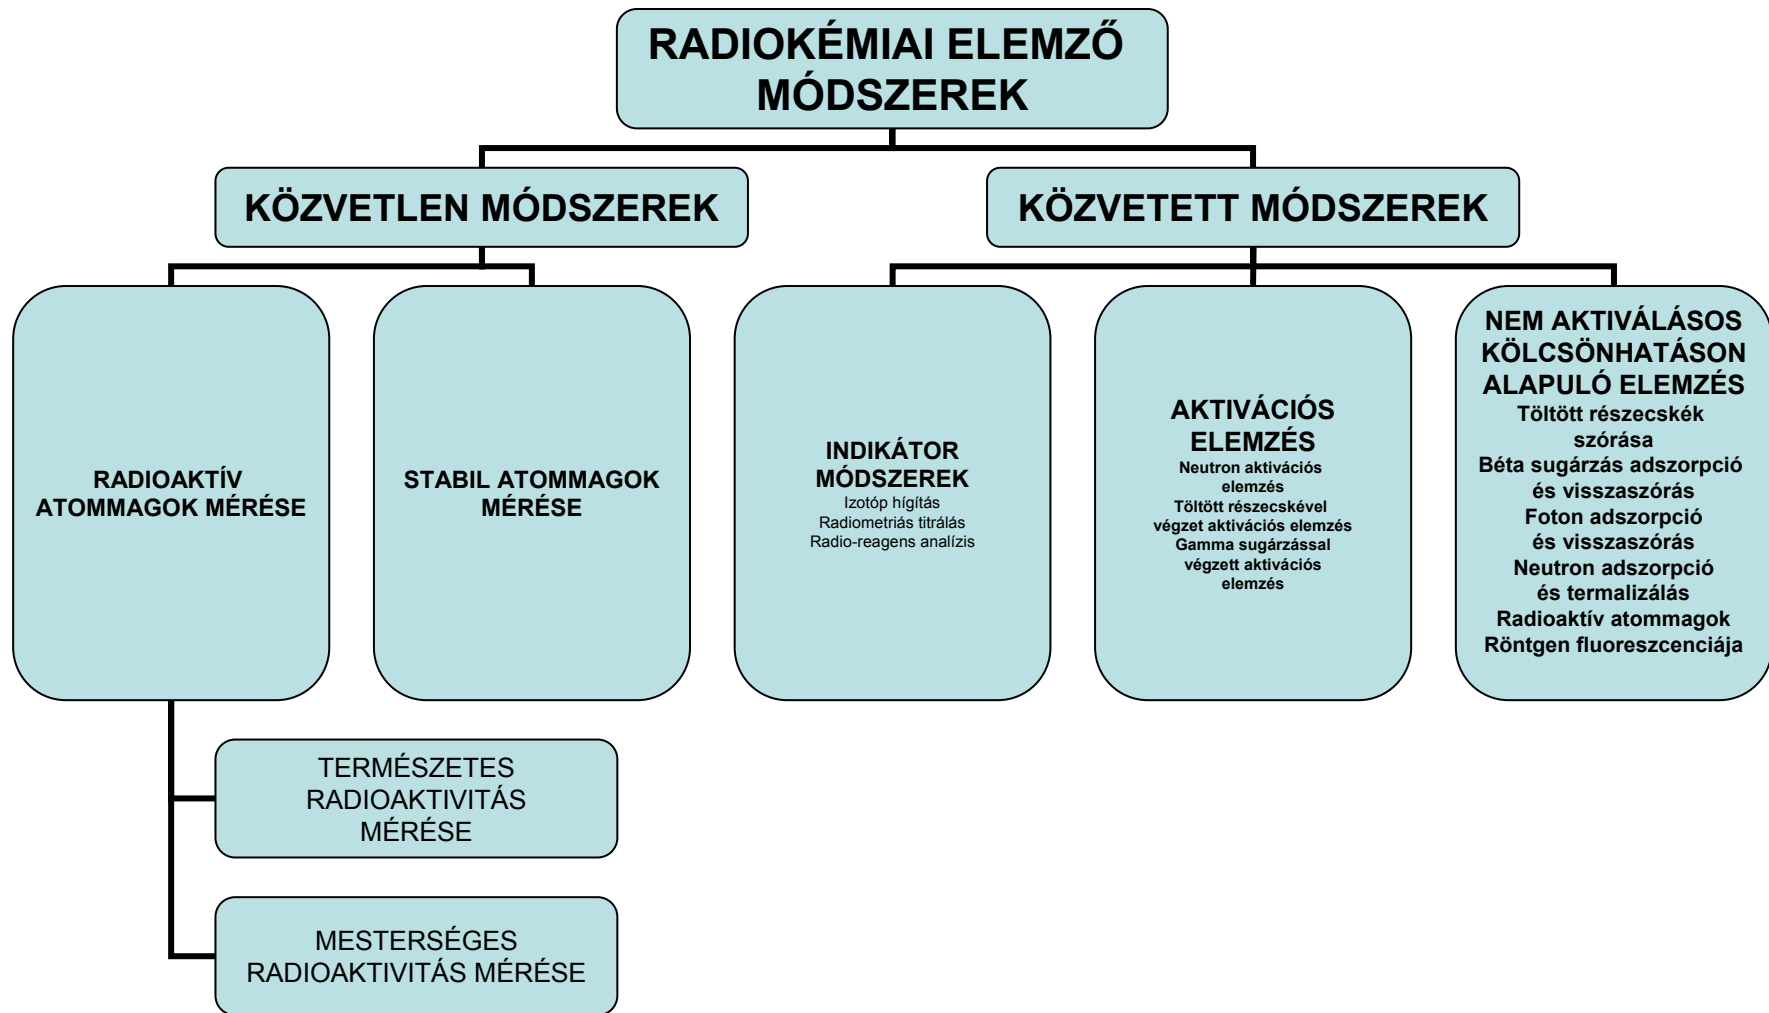 RADIOKÉMIAI ELEMZŐ
MÓDSZEREK
KÖZVETLEN MÓDSZEREK
KÖZVETETT MÓDSZEREK
RADIOAKTÍV
ATOMMAGOK MÉRÉSE
STABIL ATOMMAGOK
MÉRÉSE
INDIKÁTOR
MÓDSZEREK
Izotóp hígítás
Radiometriás titrálás
Radio-reagens analízis
AKTIVÁCIÓS
ELEMZÉS
Neutron aktivációs
elemzés
Töltött részecskével
végzet aktivációs elemzés
Gamma sugárzással
végzett aktivációs
elemzés
NEM AKTIVÁLÁSOS
KÖLCSÖNHATÁSON
ALAPULÓ ELEMZÉS
Töltött részecskék
szórása
Béta sugárzás adszorpció
és visszaszórás
Foton adszorpció
és visszaszórás
Neutron adszorpció
és termalizálás
Radioaktív atommagok
Röntgen fluoreszcenciája
TERMÉSZETES
RADIOAKTIVITÁS
MÉRÉSE
MESTERSÉGES
RADIOAKTIVITÁS MÉRÉSE